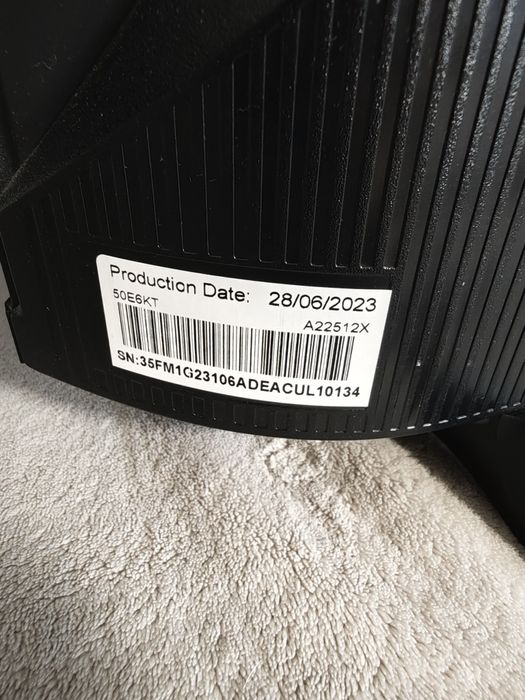 Production Date: 28/06/2023
50E6KT A22512X
SN:35FM1G23106ADEACUL10134